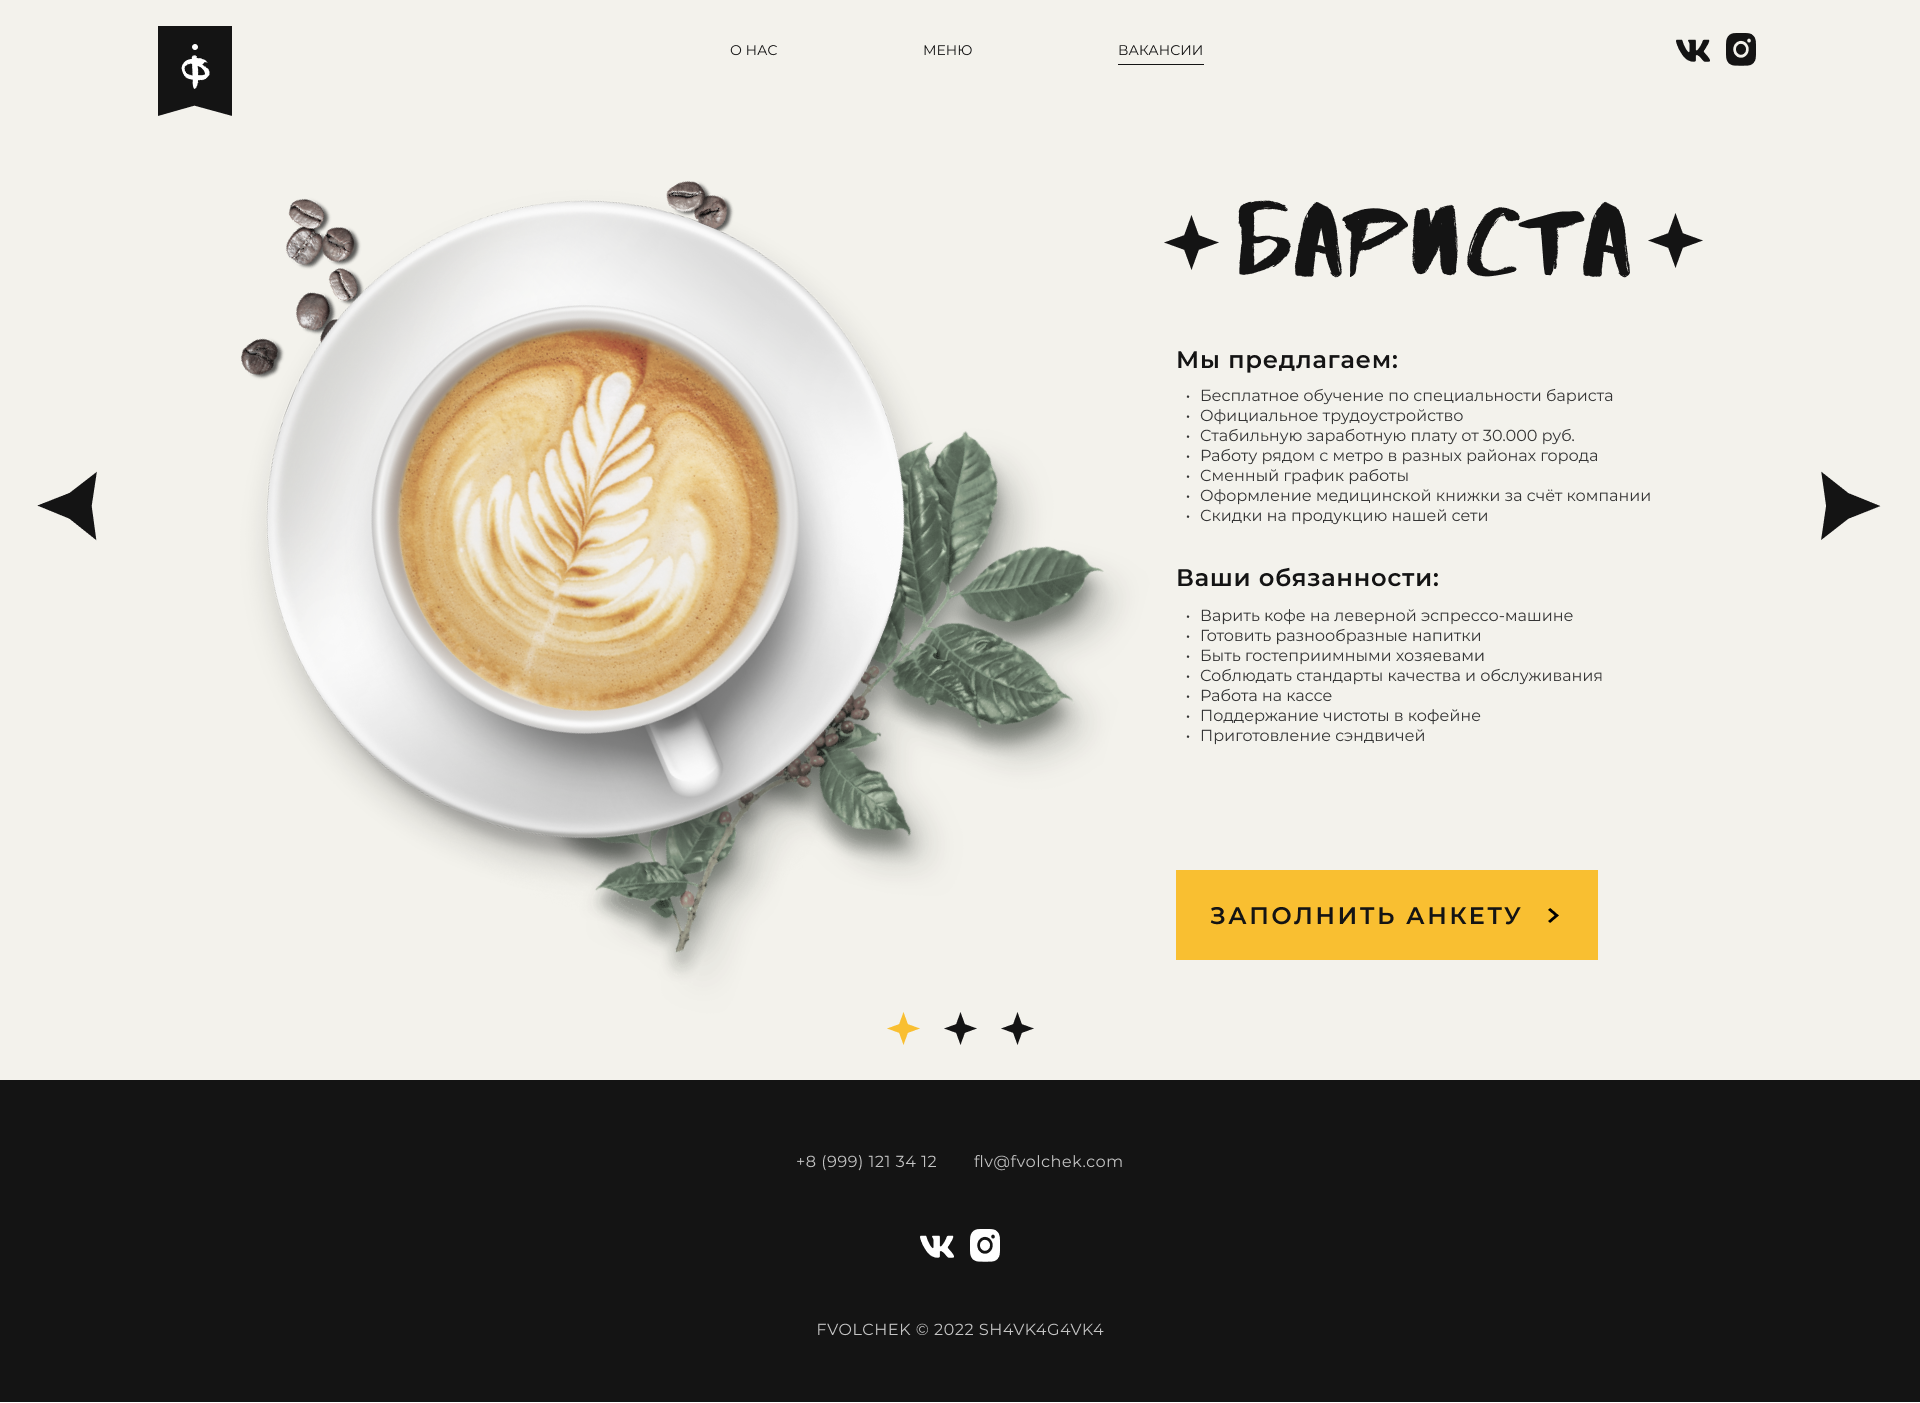 О НАС
МЕНЮ
ВАКАНСИИ
БАРИСТА
Мы предлагаем:
• Бесплатное обучение по специальности бариста
• Официальное трудоустройство
• Стабильную заработную плату от 30.000 руб.
• Работу рядом с метро в разных районах города
• Сменный график работы
• Оформление медицинской книжки за счёт компании
• Скидки на продукцию нашей сети
Ваши обязанности:
• Варить кофе на леверной эспрессо-машине
• Готовить разнообразные напитки
• Быть гостеприимными хозяевами
• Соблюдать стандарты качества и обслуживания
• Работа на кассе
• Поддержание чистоты в кофейне
• Приготовление сэндвичей
ЗАПОЛНИТЬ АНКЕТУ >
+8 (999) 121 34 12
flv@fvolchek.com
FVOLCHEK © 2022 SH4VK4G4VK4